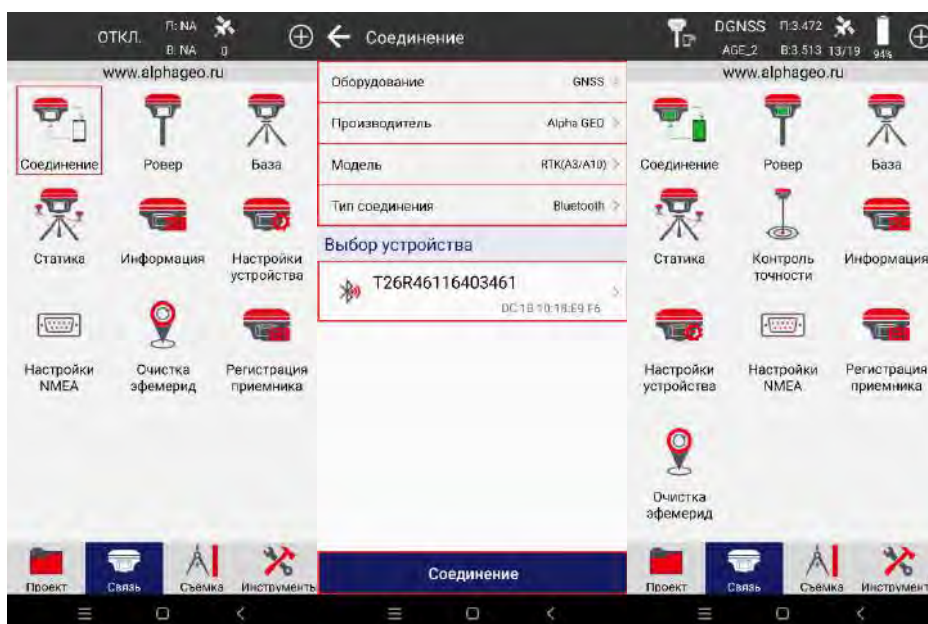 ОТКЛ.
П: NA
В: NA
0
www.alphageo.ru
Соединение
Ровер
База
Статика
Информация
Настройки
устройства
Настройки
NMEA
Очистка
эфемерид
Регистрация
приемника
Проект
Связь
Съемка
Инструменты
Соединение
Оборудование
GNSS
Производитель
Alpha GEO
Модель
RTK(A3/A10)
Тип соединения
Bluetooth
Выбор устройства
T26R46116403461
DC:1B:10:18:E9:F6
Соединение
DGNSS
П:3.472
AGE_2
В:3.513
13/19
94%
www.alphageo.ru
Соединение
Ровер
База
Статика
Контроль
точности
Информация
Настройки
устройства
Настройки
NMEA
Регистрация
приемника
Очистка
эфемерид
Проект
Связь
Съемка
Инструмент